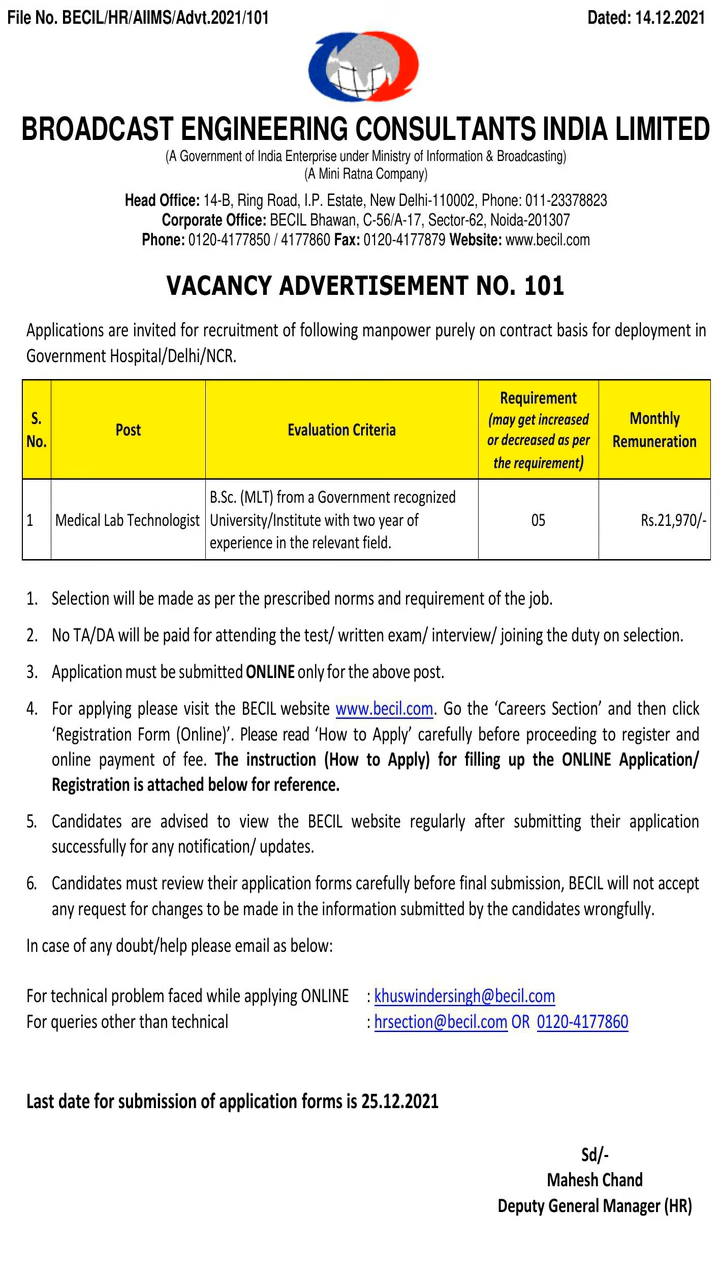 File No. BECIL/HR/AIIMS/Advt.2021/101 Dated: 14.12.2021
BROADCAST ENGINEERING CONSULTANTS INDIA LIMITED
(A Government of India Enterprise under Ministry of Information & Broadcasting)
(A Mini Ratna Company)
Head Office: 14-B, Ring Road, I.P. Estate, New Delhi-110002, Phone: 011-23378823
Corporate Office: BECIL Bhawan, C-56/A-17, Sector-62, Noida-201307
Phone: 0120-4177850 / 4177860 Fax: 0120-4177879 Website: www.becil.com
VACANCY ADVERTISEMENT NO. 101
Applications are invited for recruitment of following manpower purely on contract basis for deployment in
Government Hospital/Delhi/NCR.
S.
No.
Post
Evaluation Criteria
Requirement
(may get increased
or decreased as per
the requirement)
Monthly
Remuneration
1
Medical Lab Technologist
B.Sc. (MLT) from a Government recognized
University/Institute with two year of
experience in the relevant field.
05
Rs.21,970/-
1. Selection will be made as per the prescribed norms and requirement of the job.
2. No TA/DA will be paid for attending the test/ written exam/ interview/ joining the duty on selection.
3. Application must be submitted ONLINE only for the above post.
4. For applying please visit the BECIL website www.becil.com. Go the ‘Careers Section’ and then click
‘Registration Form (Online)’. Please read ‘How to Apply’ carefully before proceeding to register and
online payment of fee. The instruction (How to Apply) for filling up the ONLINE Application/
Registration is attached below for reference.
5. Candidates are advised to view the BECIL website regularly after submitting their application
successfully for any notification/ updates.
6. Candidates must review their application forms carefully before final submission, BECIL will not accept
any request for changes to be made in the information submitted by the candidates wrongfully.
In case of any doubt/help please email as below:
For technical problem faced while applying ONLINE : khuswindersingh@becil.com
For queries other than technical : hrsection@becil.com OR 0120-4177860
Last date for submission of application forms is 25.12.2021
Sd/-
Mahesh Chand
Deputy General Manager (HR)